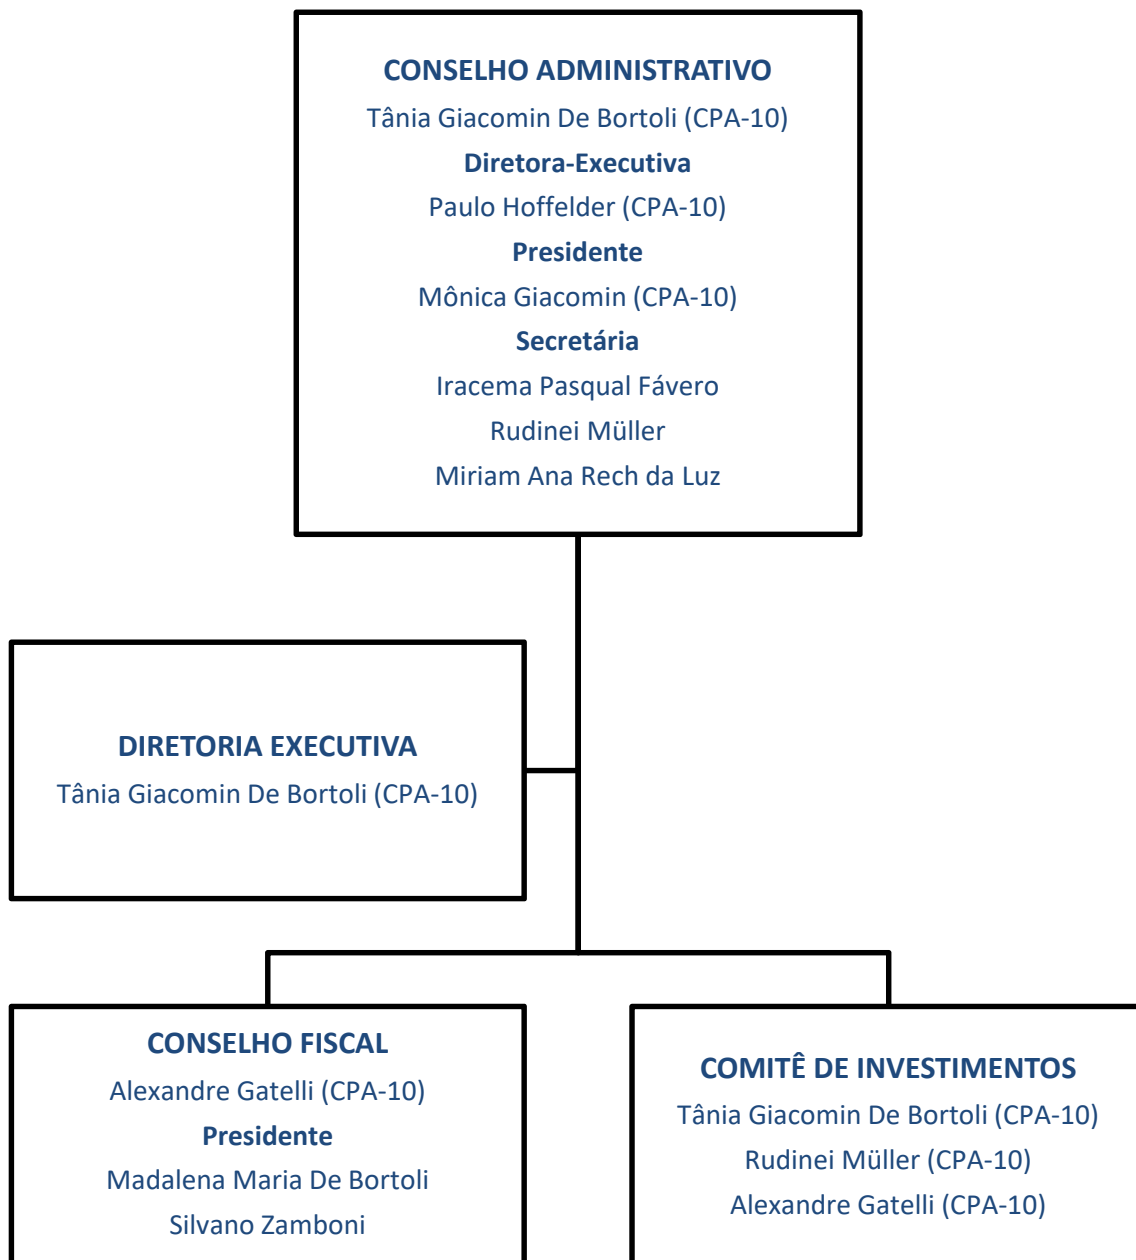 CONSELHO ADMINISTRATIVO
Tânia Giacomin De Bortoli (CPA-10)
Diretora-Executiva
Paulo Hoffelder (CPA-10)
Presidente
Mônica Giacomin (CPA-10)
Secretária
Iracema Pasqual Fávero
Rudinei Müller
Miriam Ana Rech da Luz
DIRETORIA EXECUTIVA
Tânia Giacomin De Bortoli (CPA-10)
CONSELHO FISCAL
Alexandre Gatelli (CPA-10)
Presidente
Madalena Maria De Bortoli
Silvano Zamboni
COMITÊ DE INVESTIMENTOS
Tânia Giacomin De Bortoli (CPA-10)
Rudinei Müller (CPA-10)
Alexandre Gatelli (CPA-10)